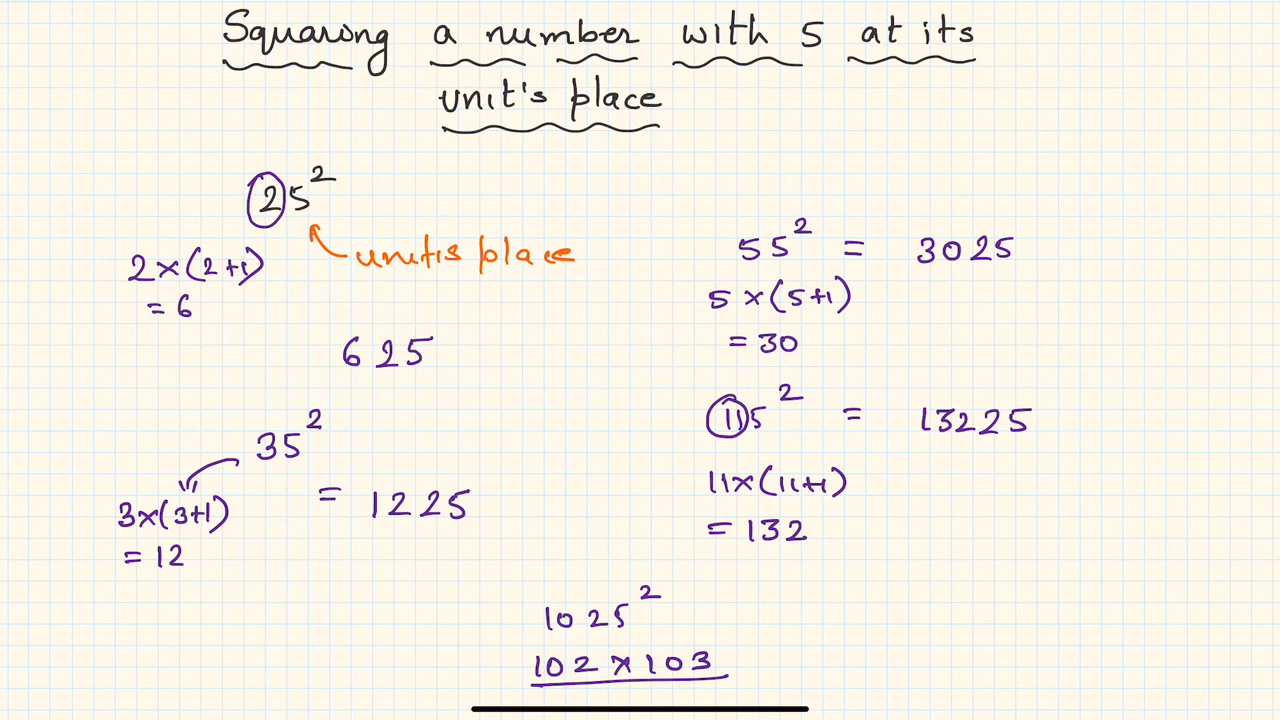 Squaring a number with 5 at its
unit's place
25²
unit's place
2×(2+1)
= 6
625
35²
3×(3+1)
= 12
= 1225
55² = 3025
5×(5+1)
= 30
115² = 13225
11×(11+1)
= 132
1025²
102×103